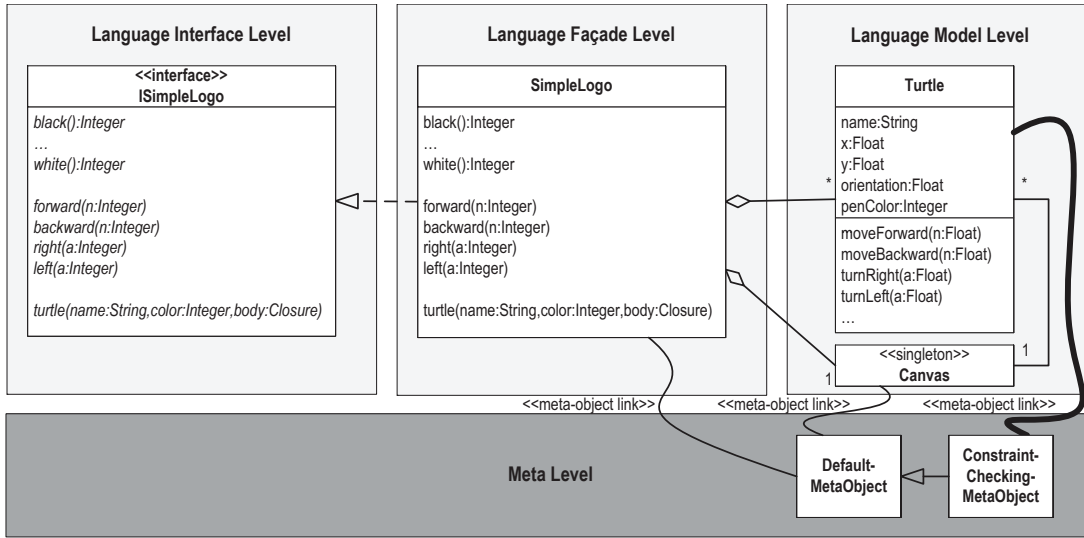 Language Interface Level
<<interface>>
ISimpleLogo
black():Integer
…
white():Integer
forward(n:Integer)
backward(n:Integer)
right(a:Integer)
left(a:Integer)
turtle(name:String,color:Integer,body:Closure)
Language Façade Level
SimpleLogo
black():Integer
…
white():Integer
forward(n:Integer)
backward(n:Integer)
right(a:Integer)
left(a:Integer)
turtle(name:String,color:Integer,body:Closure)
Language Model Level
Turtle
name:String
x:Float
y:Float
orientation:Float
penColor:Integer
moveForward(n:Float)
moveBackward(n:Float)
turnRight(a:Float)
turnLeft(a:Float)
…
*
*
<<singleton>>
Canvas
1
1
<<meta-object link>>
<<meta-object link>>
<<meta-object link>>
Meta Level
Default-
MetaObject
Constraint-
Checking-
MetaObject